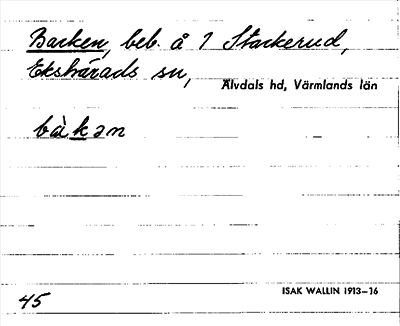 Barken, beb. å 1 Stackerud,
Ekshärads sn,
Älvdals hd, Värmlands län
bàkən
45
ISAK WALLIN 1913–16